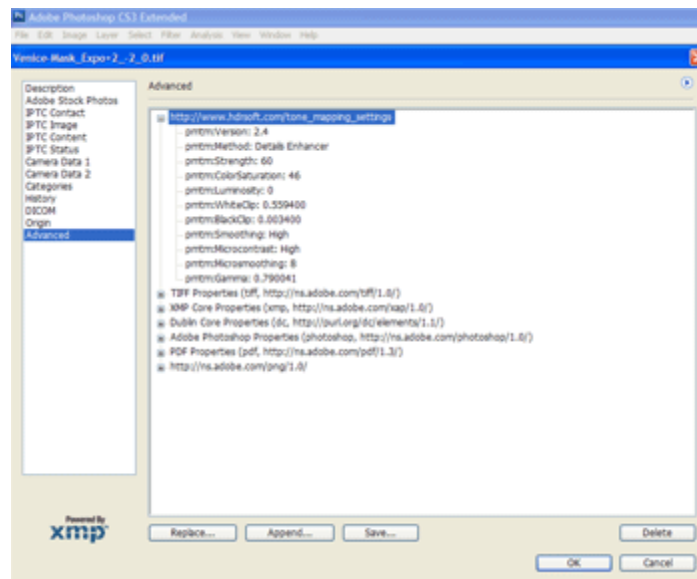 Adobe Photoshop CS3 Extended
File Edit Image Layer Select Filter Analysis View Window Help
Venice-Mask_Expo+2_-2_0.tif
Description
Adobe Stock Photos
IPTC Contact
IPTC Image
IPTC Content
IPTC Status
Camera Data 1
Camera Data 2
Categories
History
DICOM
Origin
Advanced
Advanced
http://www.hdrsoft.com/tone_mapping_settings
pmtm:Version: 2.4
pmtm:Method: Details Enhancer
pmtm:Strength: 60
pmtm:ColorSaturation: 46
pmtm:Luminosity: 0
pmtm:WhiteClip: 0.559400
pmtm:BlackClip: 0.003400
pmtm:Smoothing: High
pmtm:Microcontrast: High
pmtm:Microsmoothing: 8
pmtm:Gamma: 0.790041
TIFF Properties (tiff, http://ns.adobe.com/tiff/1.0/)
XMP Core Properties (xmp, http://ns.adobe.com/xap/1.0/)
Dublin Core Properties (dc, http://purl.org/dc/elements/1.1/)
Adobe Photoshop Properties (photoshop, http://ns.adobe.com/photoshop/1.0/)
PDF Properties (pdf, http://ns.adobe.com/pdf/1.3/)
http://ns.adobe.com/png/1.0/
Powered By
xmp
Replace... Append... Save... Delete
OK Cancel